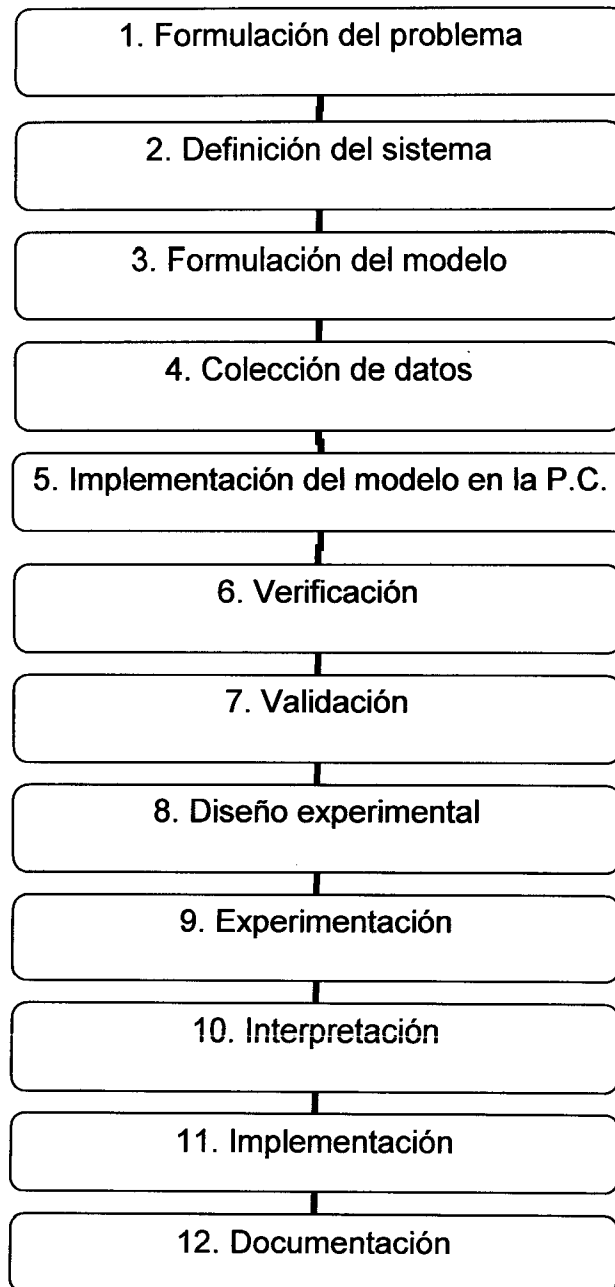 1. Formulación del problema
2. Definición del sistema
3. Formulación del modelo
4. Colección de datos
5. Implementación del modelo en la P.C.
6. Verificación
7. Validación
8. Diseño experimental
9. Experimentación
10. Interpretación
11. Implementación
12. Documentación